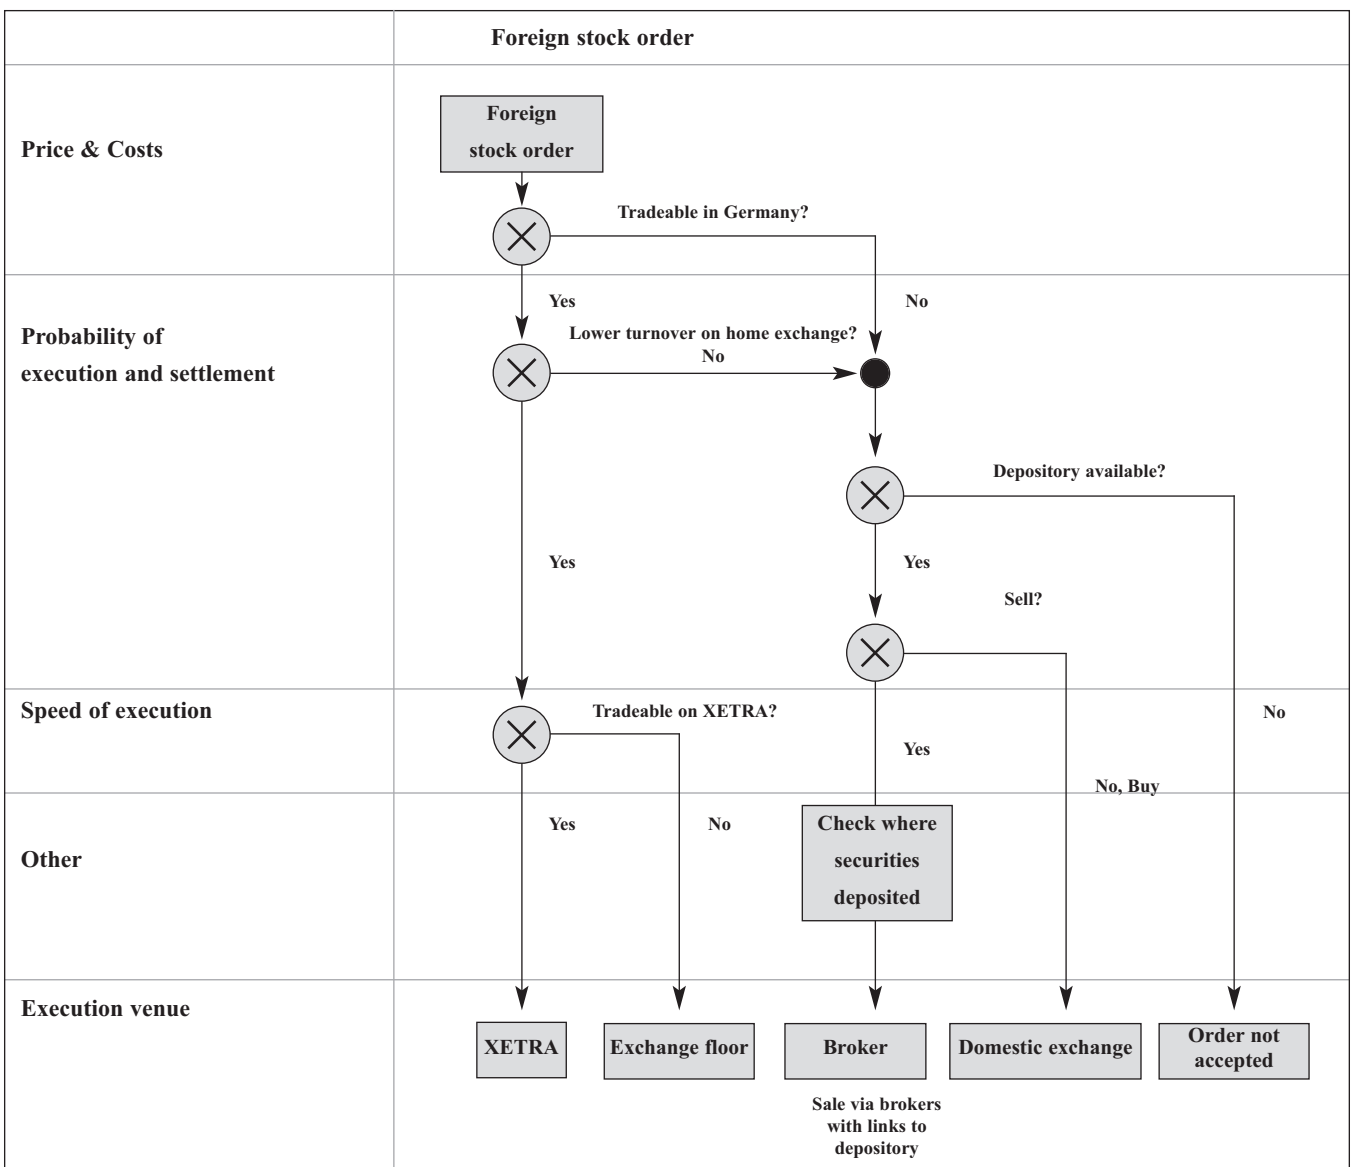 Foreign stock order
Price & Costs
Foreign
stock order
Tradeable in Germany?
Yes
No
Probability of
execution and settlement
Lower turnover on home exchange?
No
Depository available?
Yes
Yes
Sell?
Speed of execution
Tradeable on XETRA?
No
Yes
No, Buy
Yes
No
Other
Check where
securities
deposited
Execution venue
XETRA
Exchange floor
Broker
Domestic exchange
Order not
accepted
Sale via brokers
with links to
depository